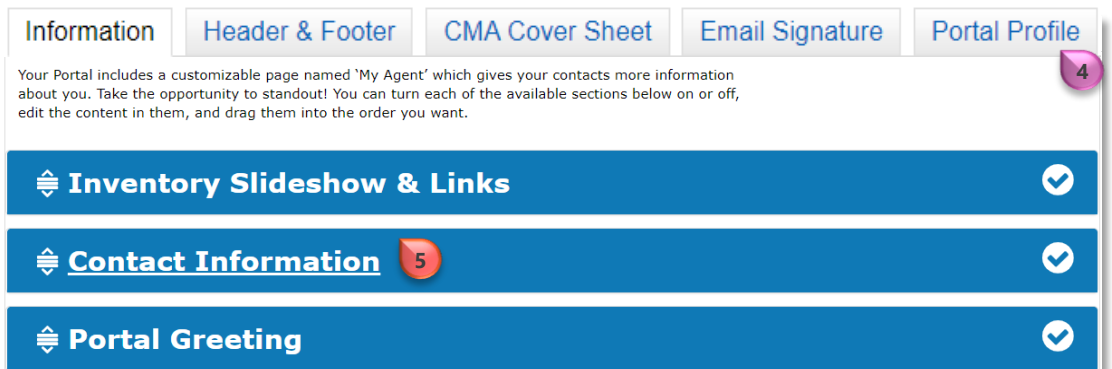 Information Header & Footer CMA Cover Sheet Email Signature Portal Profile
4
Your Portal includes a customizable page named ‘My Agent’ which gives your contacts more information
about you. Take the opportunity to standout! You can turn each of the available sections below on or off,
edit the content in them, and drag them into the order you want.
Inventory Slideshow & Links
Contact Information 5
Portal Greeting